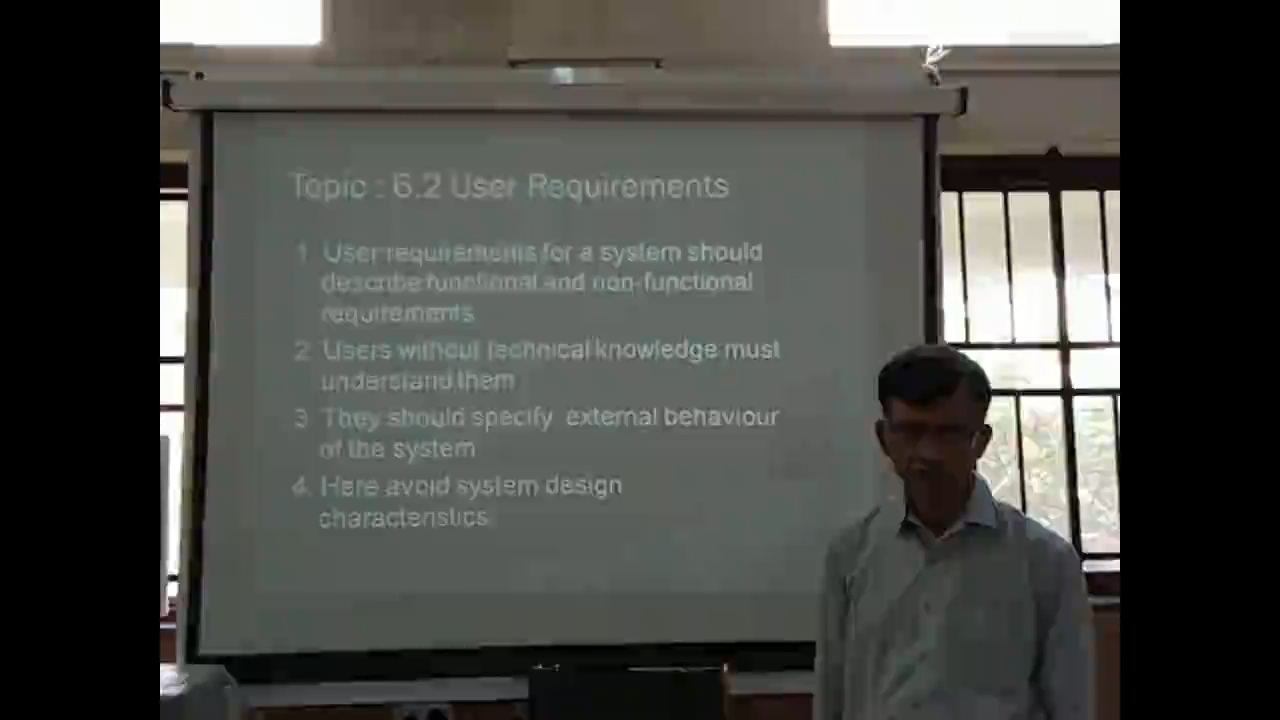 Topic : 6.2 User Requirements
1. User requirements for a system should
describe functional and non-functional
requirements
2. Users without technical knowledge must
understand them
3. They should specify external behaviour
of the system
4. Here avoid system design
characteristics.